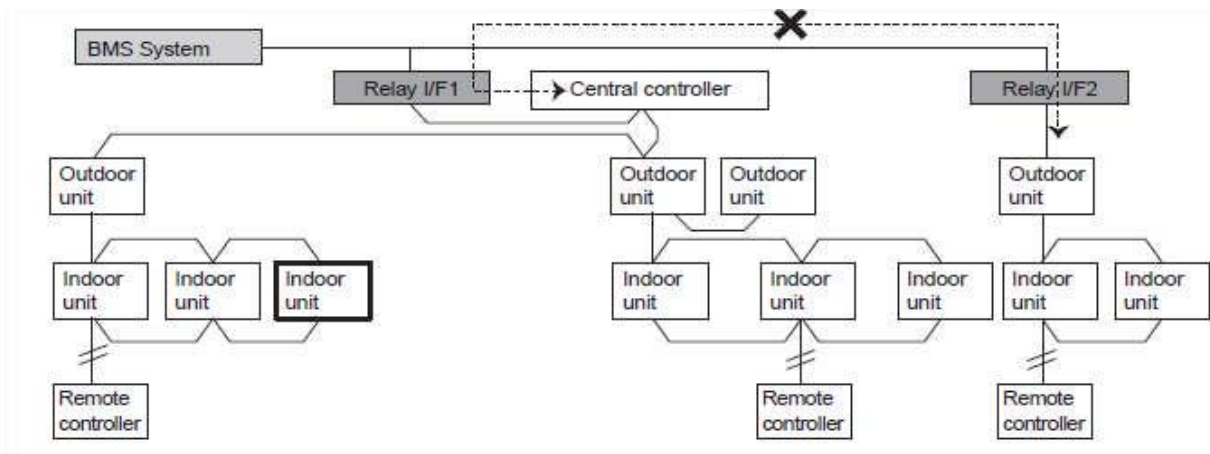 BMS System
Relay I/F1
Central controller
Relay I/F2
Outdoor
unit
Outdoor
unit
Outdoor
unit
Outdoor
unit
Indoor
unit
Indoor
unit
Indoor
unit
Indoor
unit
Indoor
unit
Indoor
unit
Indoor
unit
Indoor
unit
Remote
controller
Remote
controller
Remote
controller